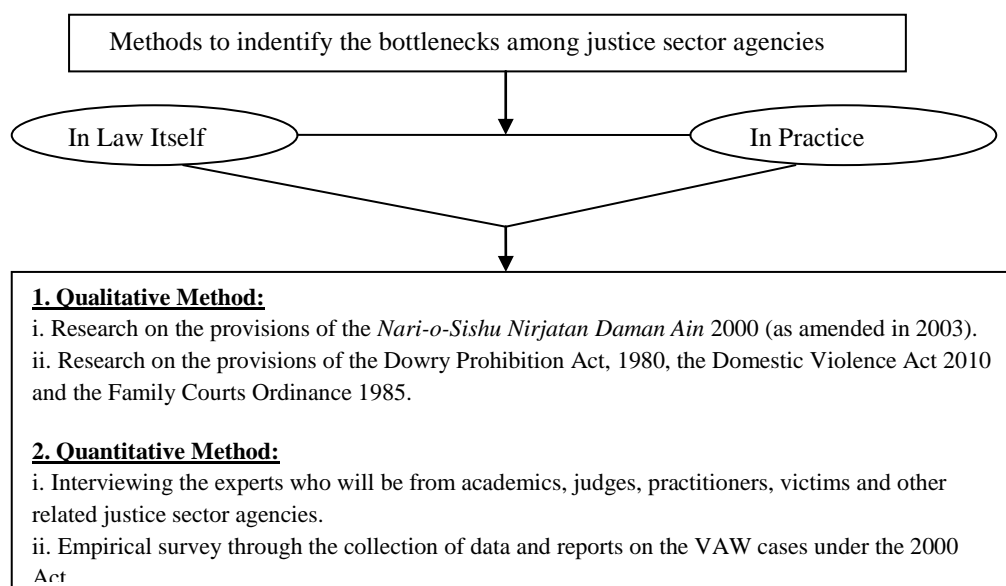 Methods to indentify the bottlenecks among justice sector agencies
In Law Itself
In Practice
1. Qualitative Method:
i. Research on the provisions of the Nari-o-Sishu Nirjatan Daman Ain 2000 (as amended in 2003).
ii. Research on the provisions of the Dowry Prohibition Act, 1980, the Domestic Violence Act 2010
and the Family Courts Ordinance 1985.
2. Quantitative Method:
i. Interviewing the experts who will be from academics, judges, practitioners, victims and other
related justice sector agencies.
ii. Empirical survey through the collection of data and reports on the VAW cases under the 2000
Act